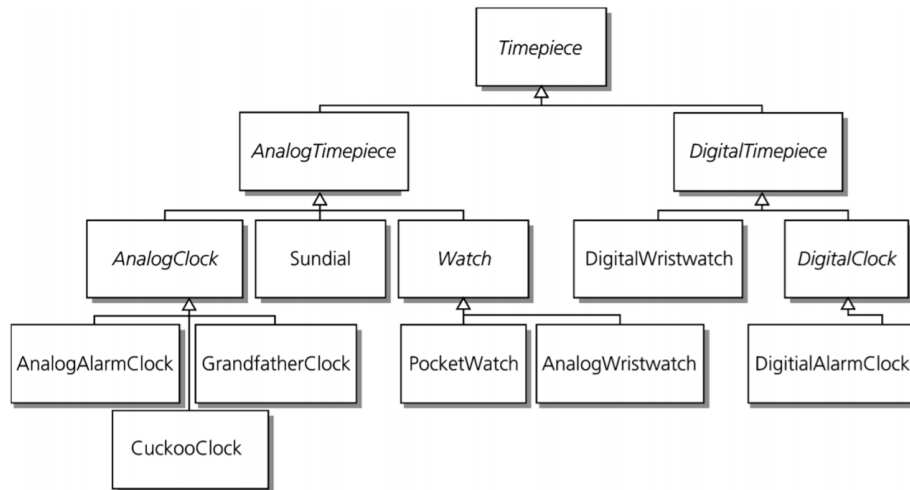 Timepiece
AnalogTimepiece
DigitalTimepiece
AnalogClock
Sundial
Watch
DigitalWristwatch
DigitalClock
AnalogAlarmClock
GrandfatherClock
PocketWatch
AnalogWristwatch
DigitialAlarmClock
CuckooClock